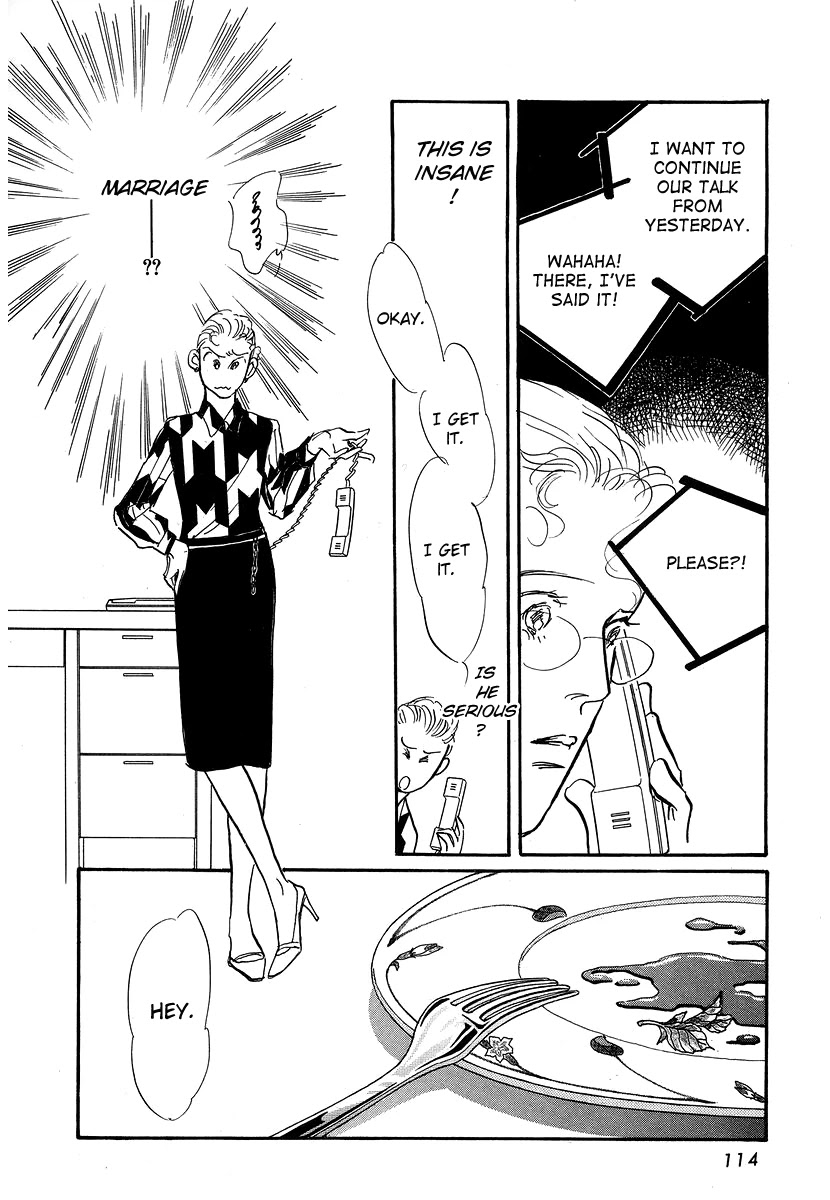 I WANT TO
CONTINUE
OUR TALK
FROM
YESTERDAY.
WAHAHA!
THERE, I'VE
SAID IT!
PLEASE?!
THIS IS
INSANE
!
OKAY.
I GET
IT.
I GET
IT.
IS
HE
SERIOUS
?
MARRIAGE
??
HEY.
114